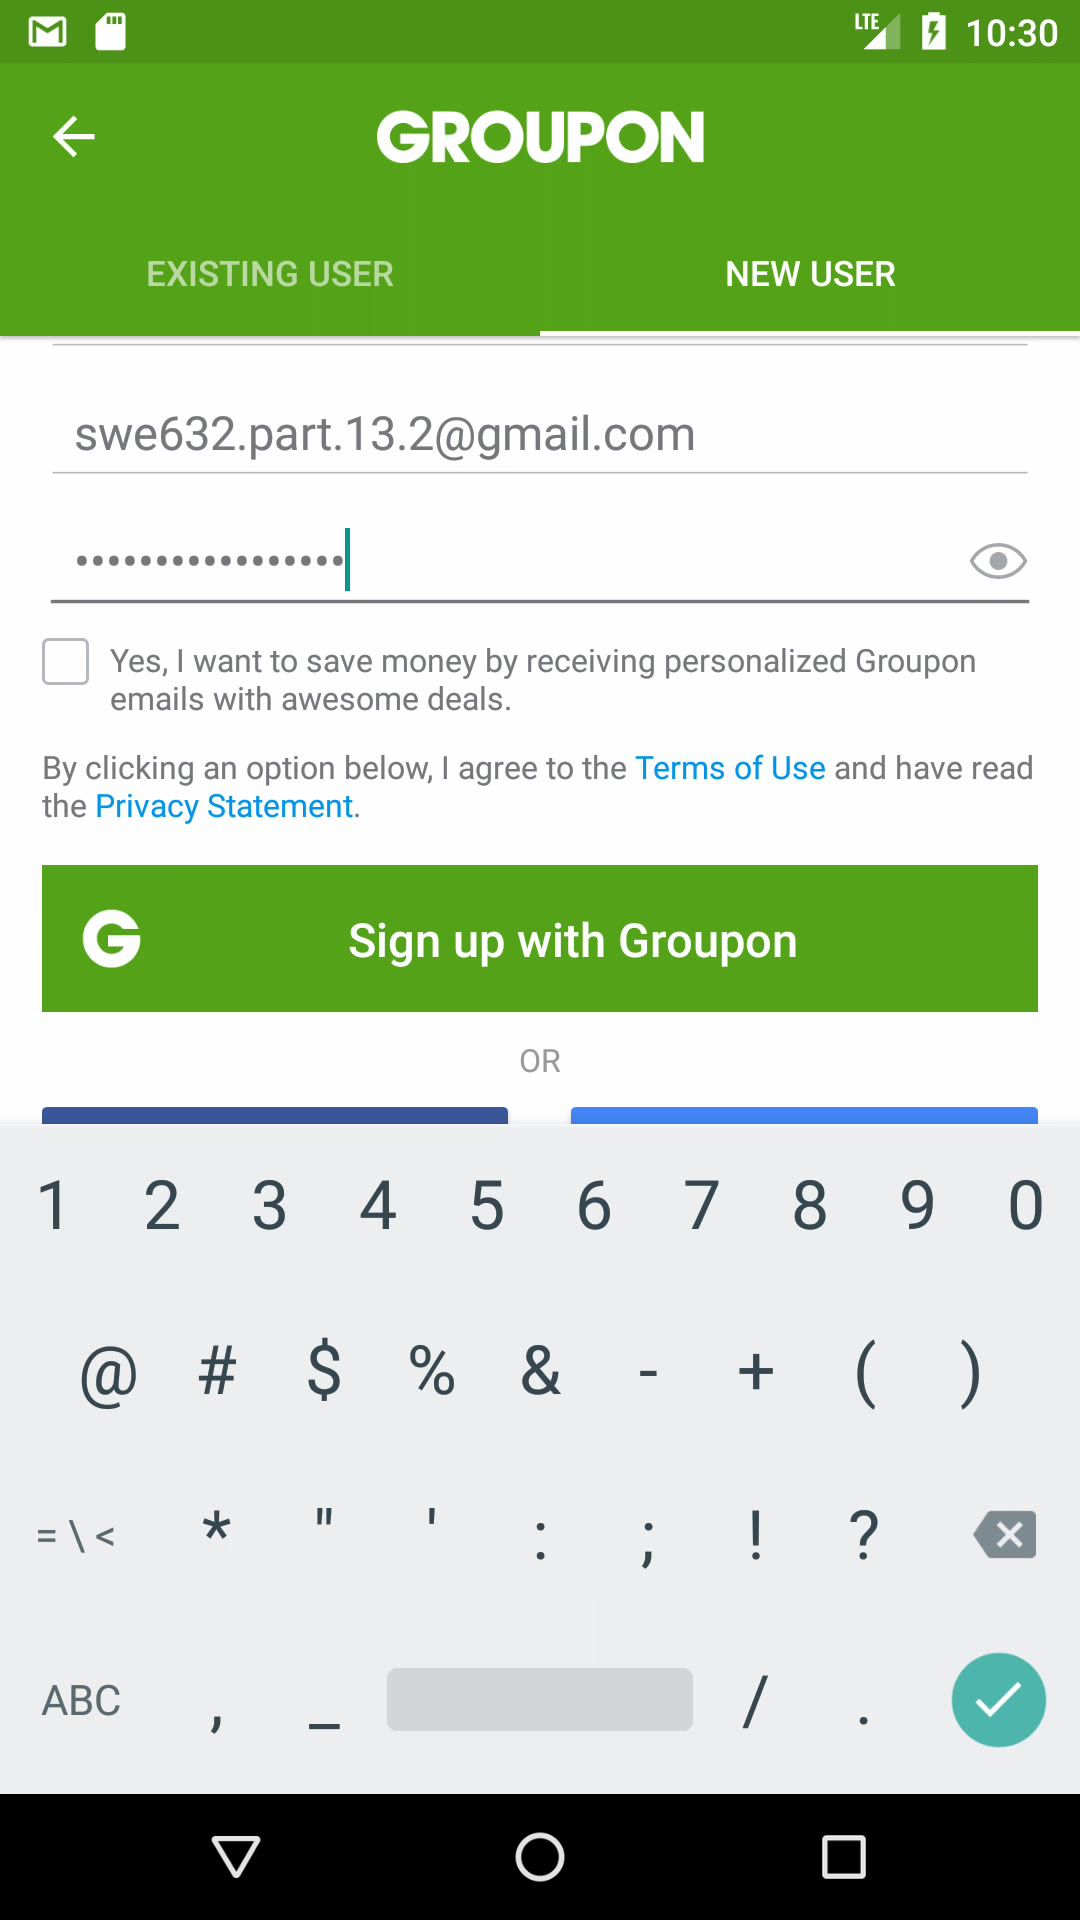 LTE 10:30
GROUPON
EXISTING USER
NEW USER
swe632.part.13.2@gmail.com
•••••••••••••••••
Yes, I want to save money by receiving personalized Groupon
emails with awesome deals.
By clicking an option below, I agree to the Terms of Use and have read
the Privacy Statement.
G Sign up with Groupon
OR
1 2 3 4 5 6 7 8 9 0
@ # $ % & - + ( )
= \ < * " ' : ; ! ?
ABC , _ / .